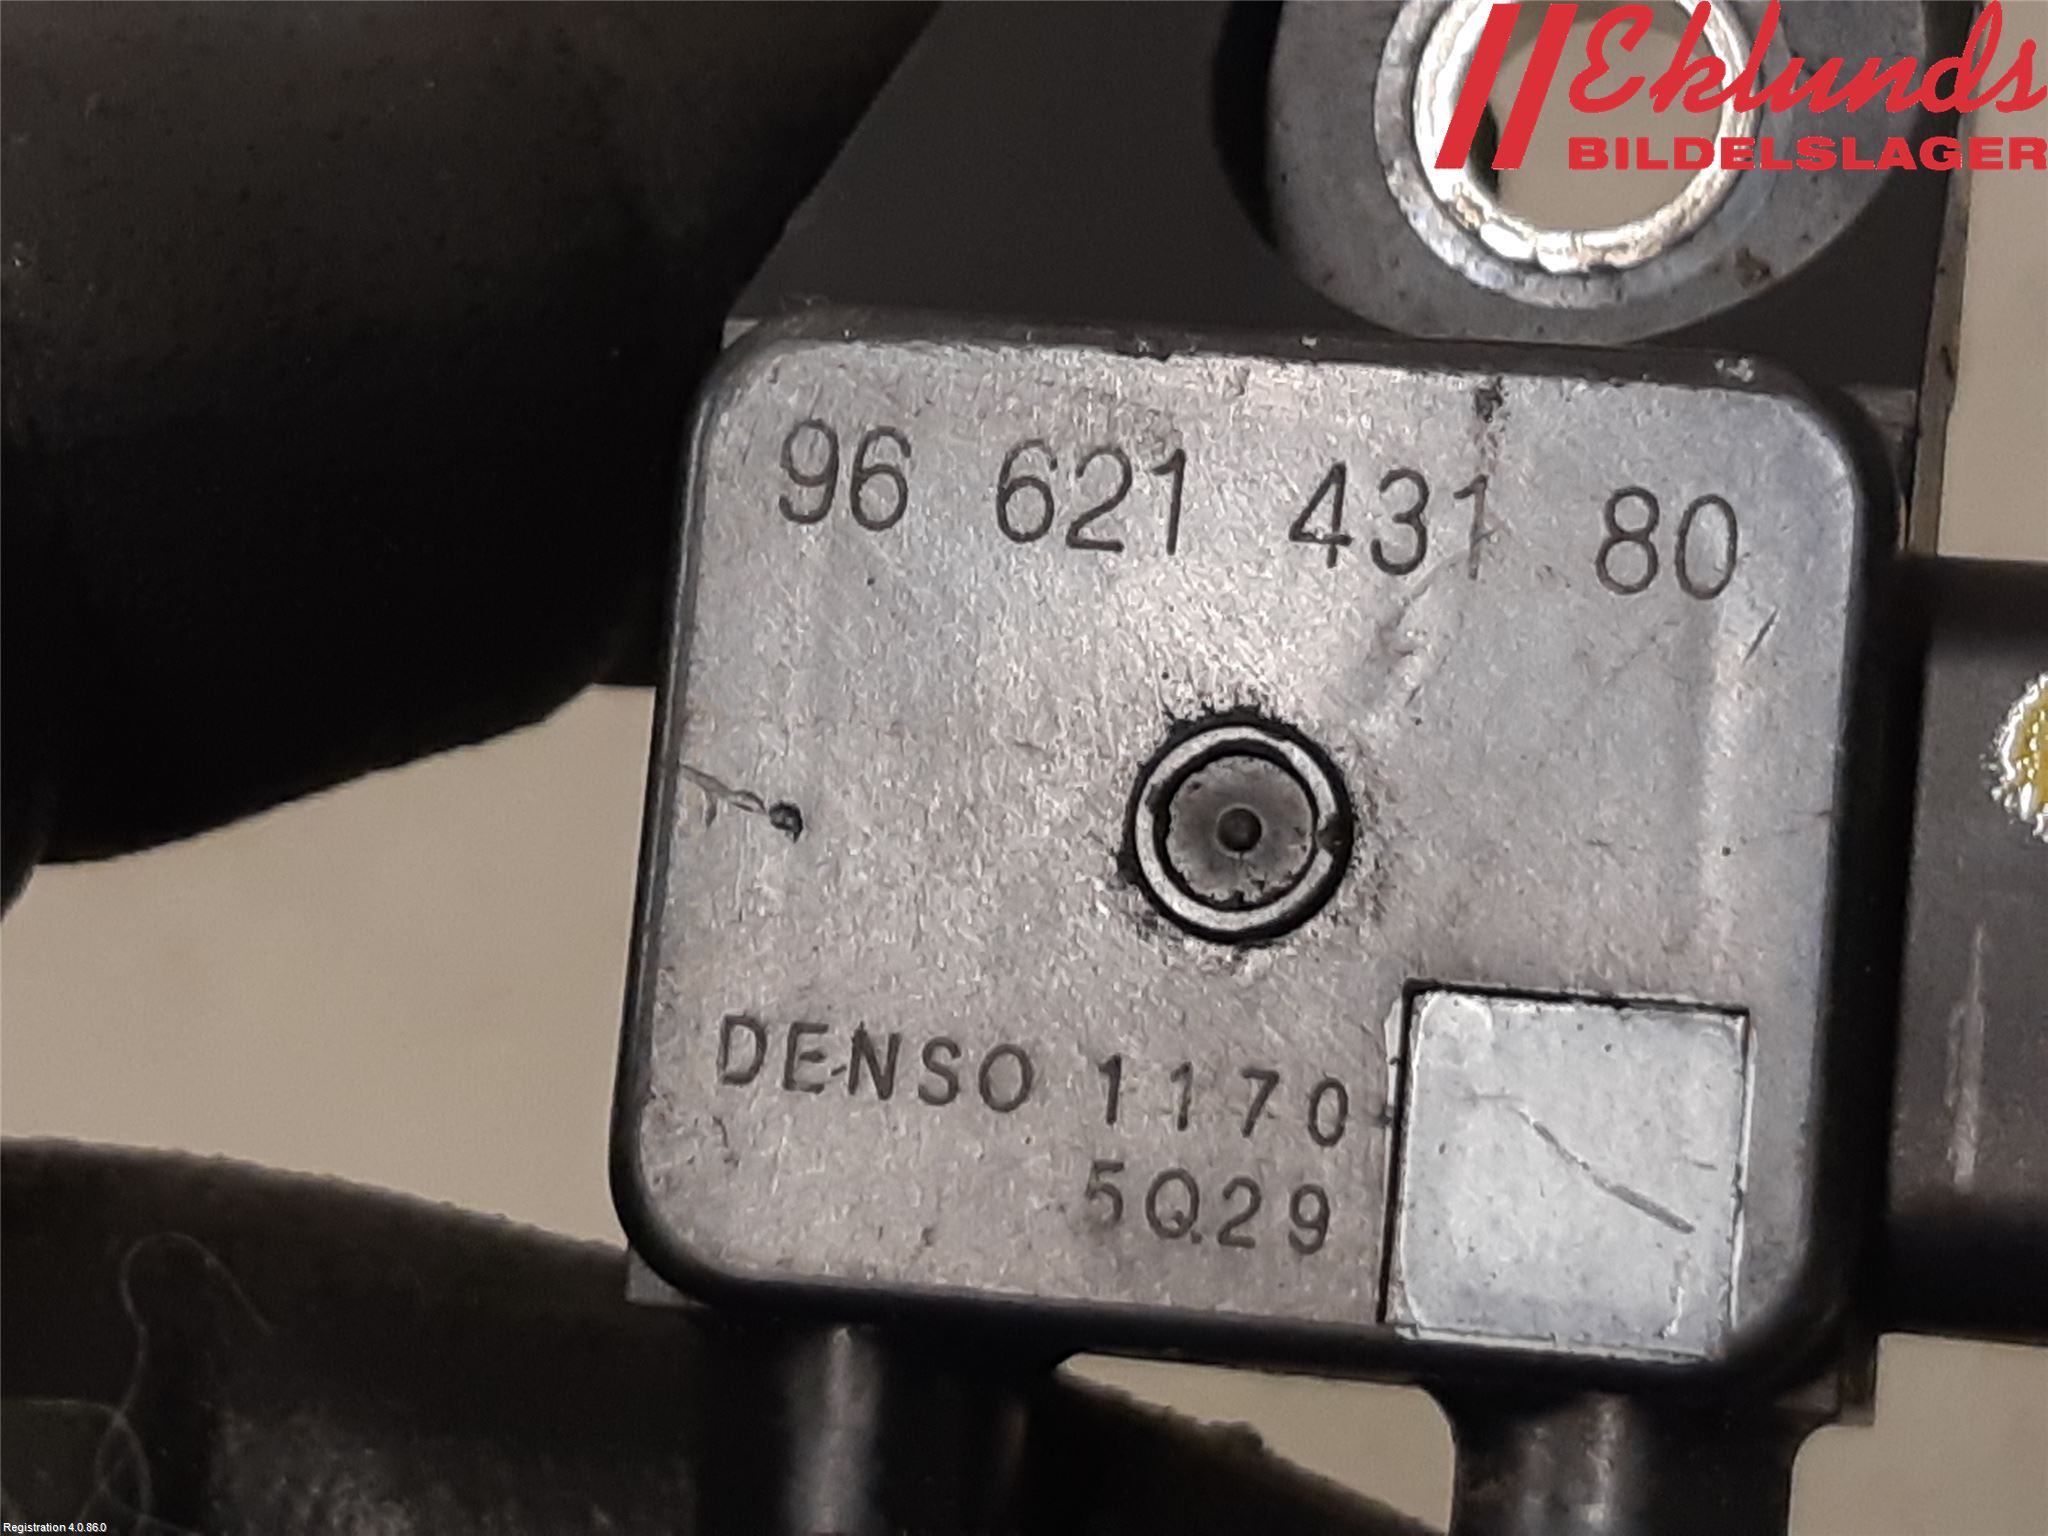 Eklunds
BILDELSLAGER
96 621 431 80
DENSO 1170
5Q29
Registration 4.0.86.0